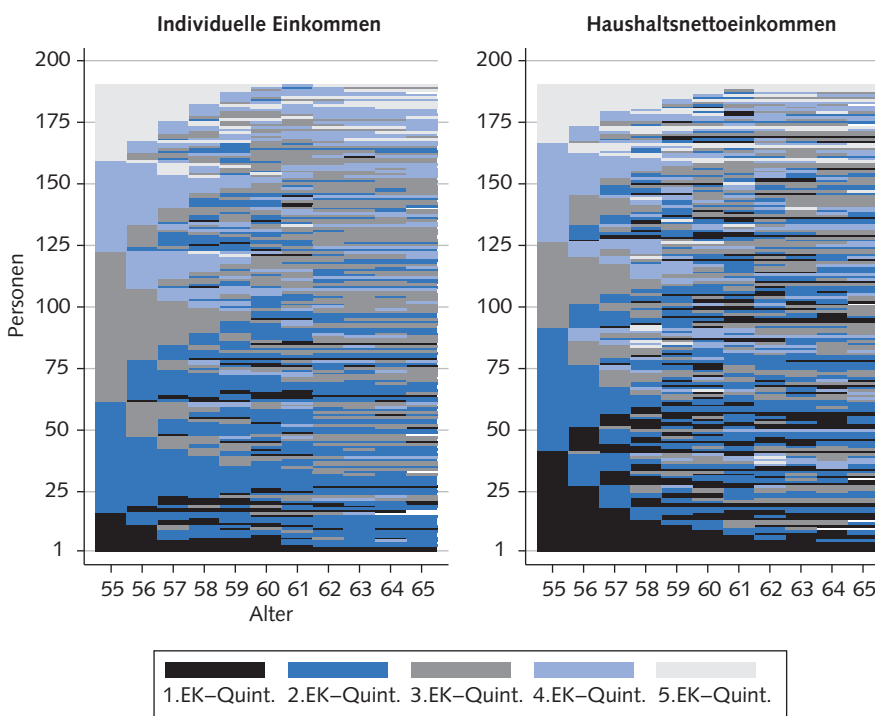 Individuelle Einkommen
Haushaltsnettoeinkommen
Personen
200
175
150
125
100
75
50
25
1
55 56 57 58 59 60 61 62 63 64 65
Alter
200
175
150
125
100
75
50
25
1
55 56 57 58 59 60 61 62 63 64 65
1.EK–Quint. 2.EK–Quint. 3.EK–Quint. 4.EK–Quint. 5.EK–Quint.